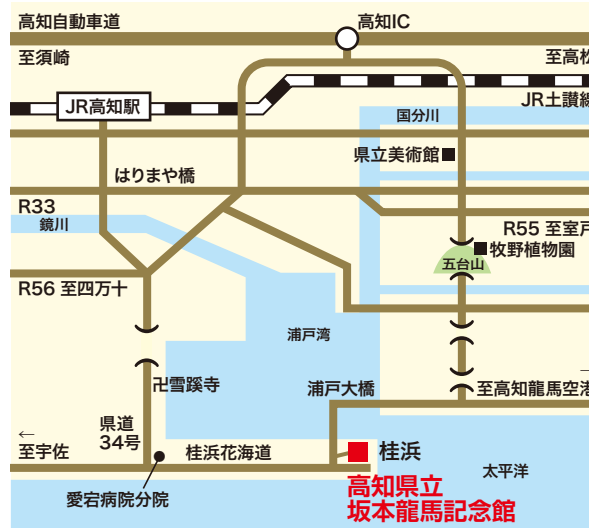 高知自動車道
高知IC
至須崎
至高松
JR高知駅
JR土讃線
国分川
県立美術館
はりまや橋
R33
鏡川
R55 至室戸
牧野植物園
五台山
R56 至四万十
浦戸湾
卍雪蹊寺
浦戸大橋
→
至高知龍馬空港
県道
34号
←
至宇佐
桂浜花海道
桂浜
太平洋
愛宕病院分院
高知県立
坂本龍馬記念館